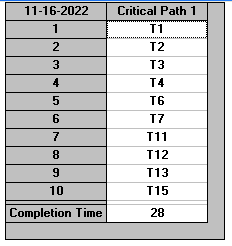 11-16-2022 Critical Path 1
1 T1
2 T2
3 T3
4 T4
5 T6
6 T7
7 T11
8 T12
9 T13
10 T15
Completion Time 28